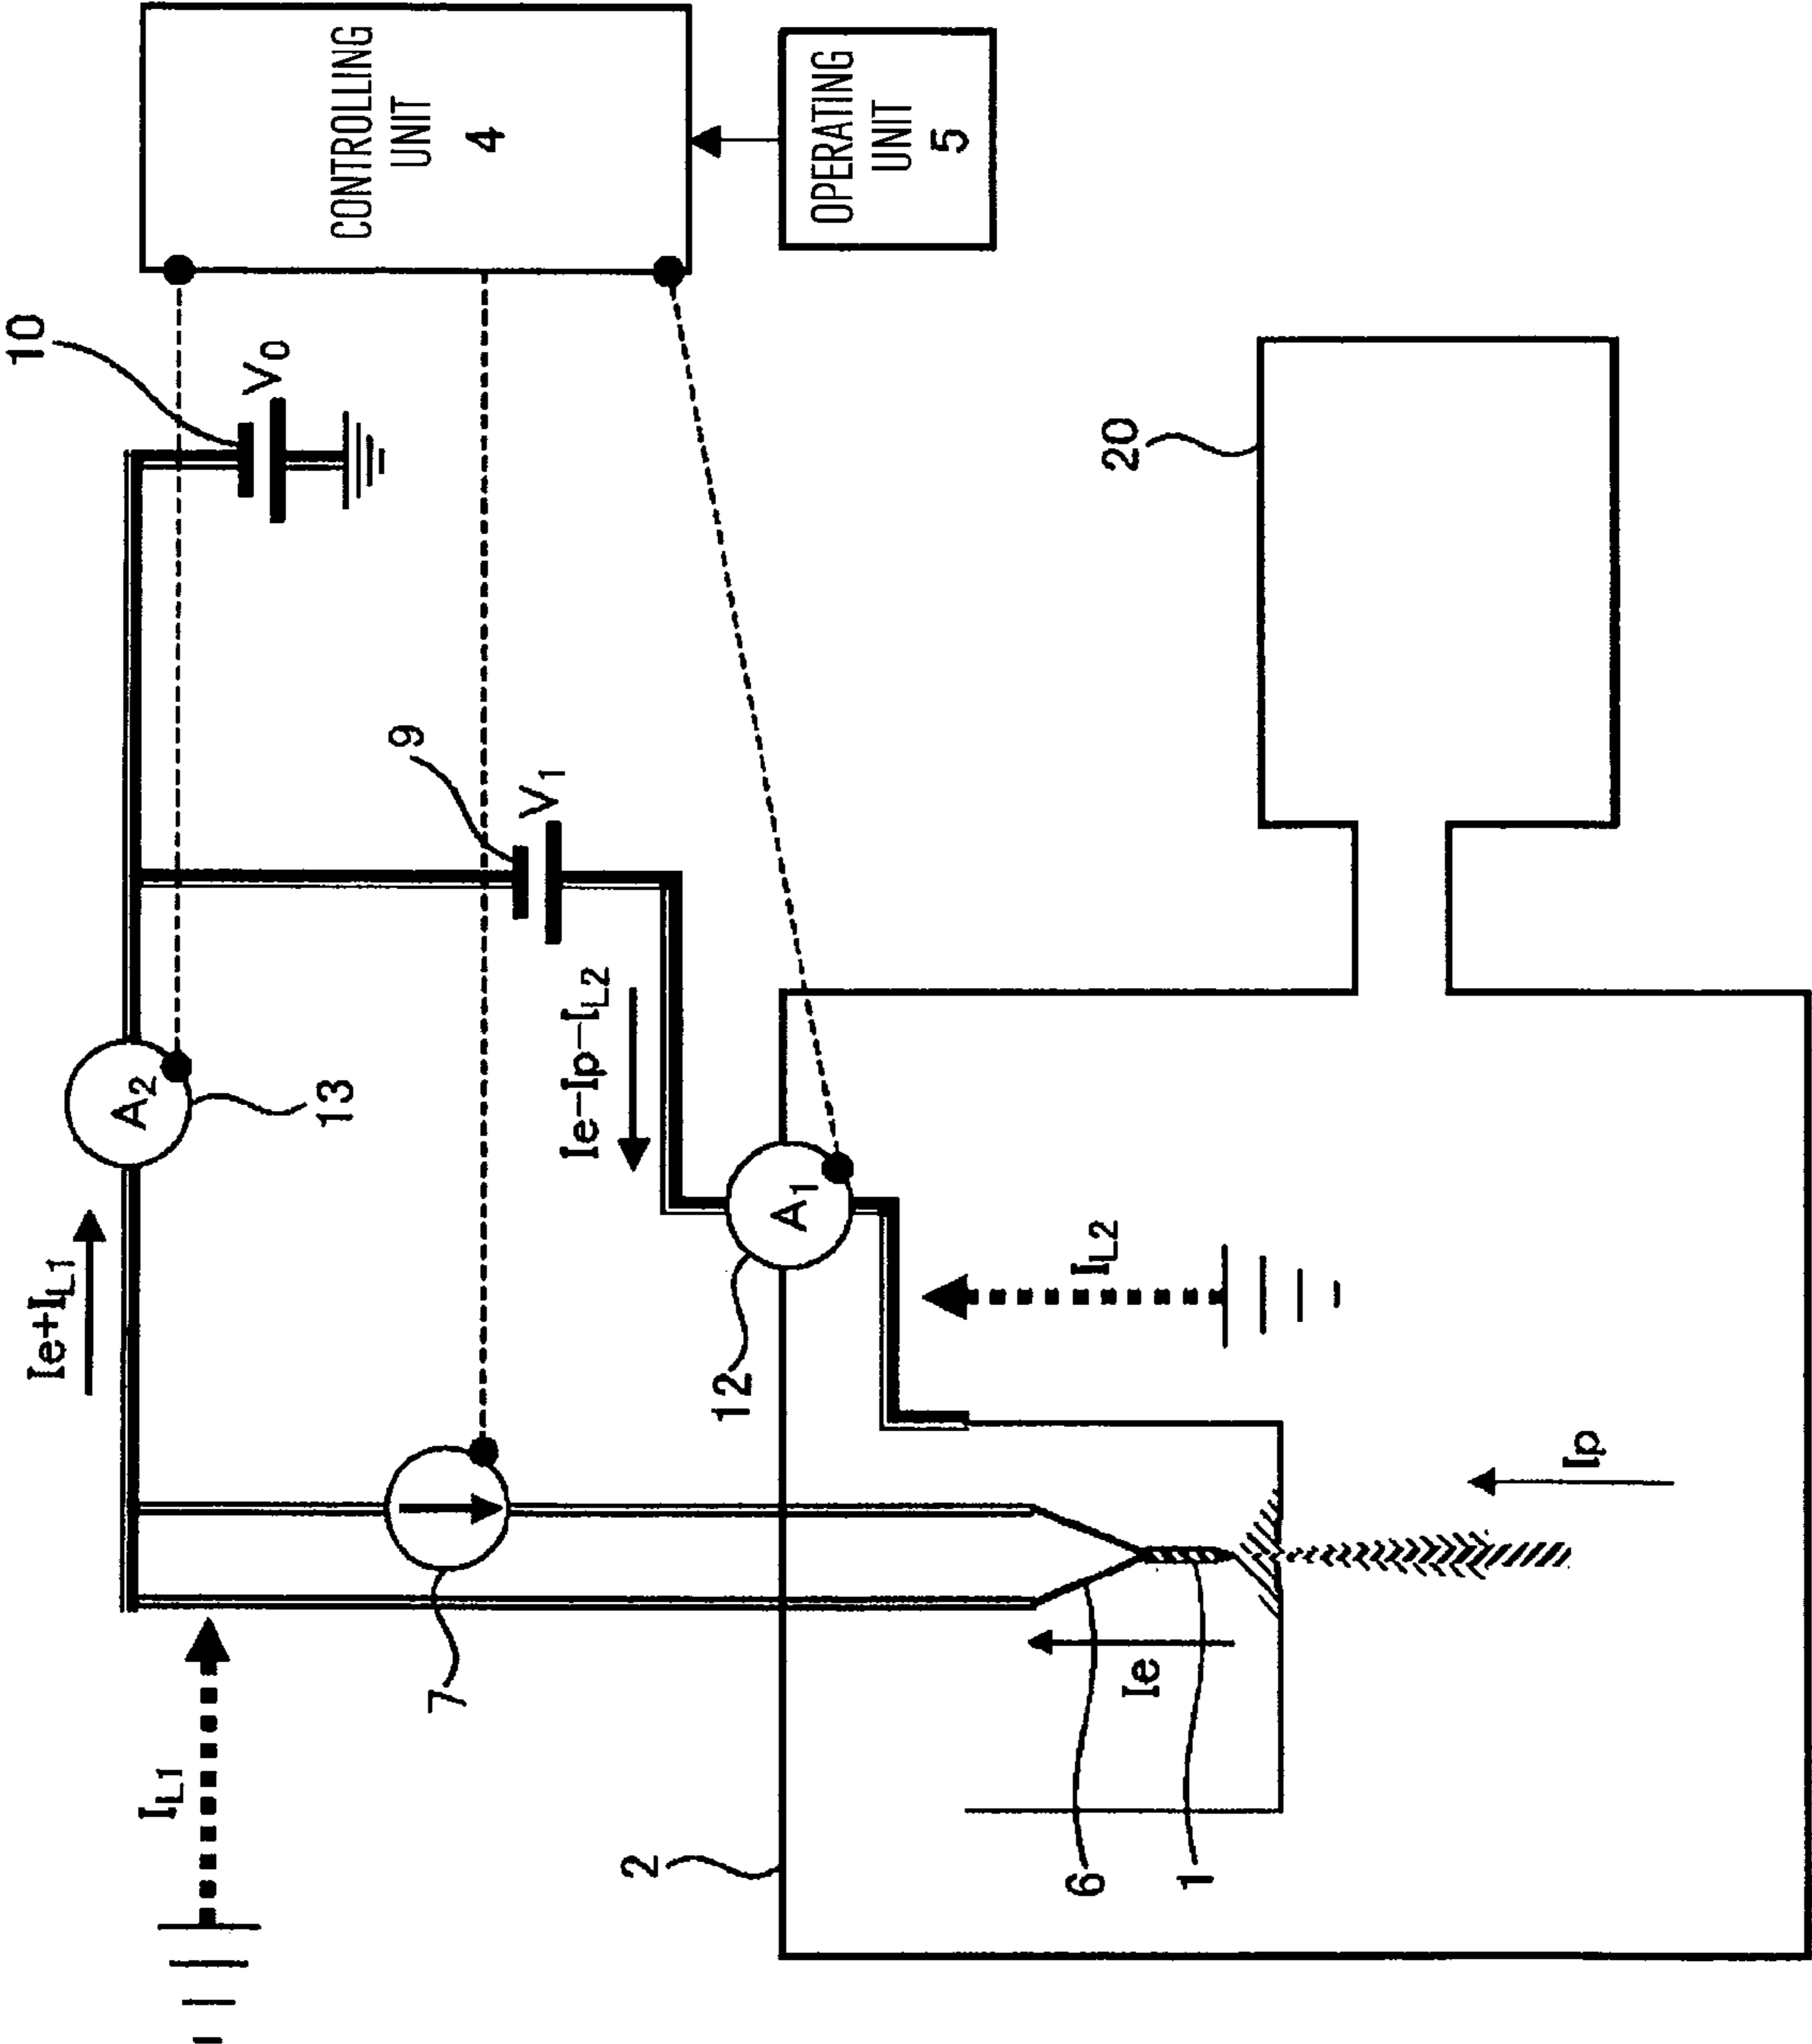 10
V0
CONTROLLING
UNIT
4
OPERATING
UNIT
5
9
V1
20
A2
13
Ie+IL1
Ie-Ip-IL2
A1
12
IL2
7
IL1
2
6
1
Ie
Ip